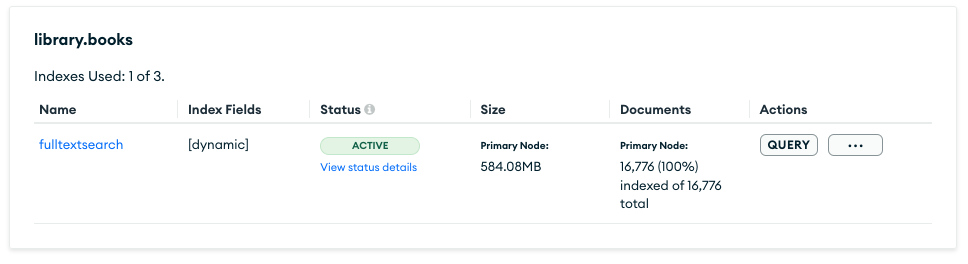 library.books
Indexes Used: 1 of 3.
Name Index Fields Status Size Documents Actions
fulltextsearch [dynamic] ACTIVE Primary Node: Primary Node: QUERY ...
View status details 584.08MB 16,776 (100%)
indexed of 16,776
total